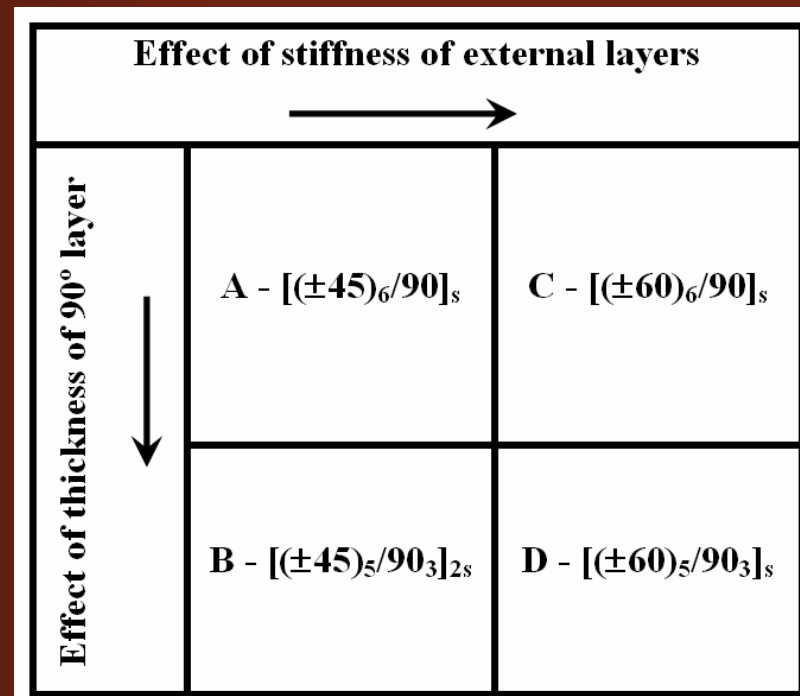 Effect of stiffness of external layers
Effect of thickness of 90° layer
A - [(±45)₆/90]ₛ
C - [(±60)₆/90]ₛ
B - [(±45)₅/90₃]₂ₛ
D - [(±60)₅/90₃]ₛ